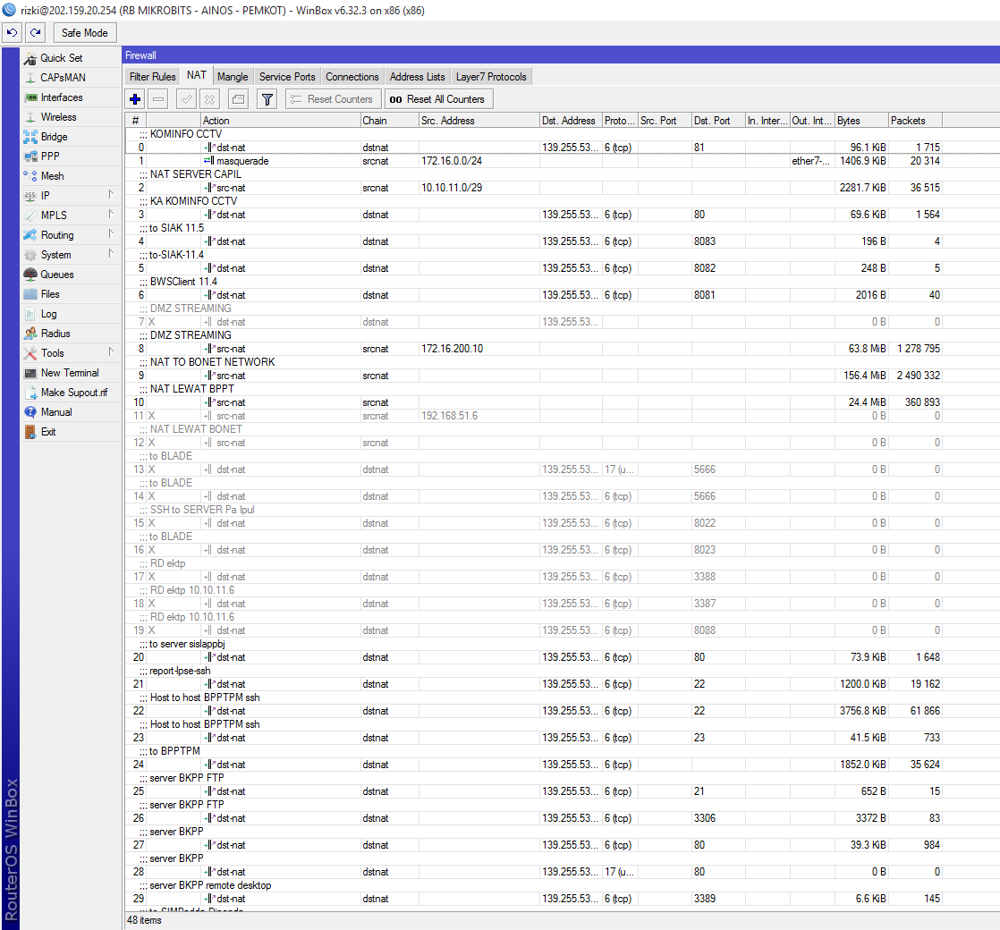 rizki@202.159.20.254 (RB MIKROBITS - AINOS - PEMKOT) - WinBox v6.32.3 on x86 (x86)
Safe Mode
Quick Set
CAPsMAN
Interfaces
Wireless
Bridge
PPP
Mesh
IP
MPLS
Routing
System
Queues
Files
Log
Radius
Tools
New Terminal
Make Supout.rif
Manual
Exit
RouterOS WinBox
Firewall
Filter Rules NAT Mangle Service Ports Connections Address Lists Layer7 Protocols
Reset Counters 00 Reset All Counters
# Action Chain Src. Address Dst. Address Proto... Src. Port Dst. Port In. Inter... Out. Int... Bytes Packets
;;; KOMINFO CCTV
0 dst-nat dstnat 139.255.53... 6 (tcp) 81 96.1 KiB 1 715
1 masquerade srcnat 172.16.0.0/24 ether7-... 1406.9 KiB 20 314
;;; NAT SERVER CAPIL
2 src-nat srcnat 10.10.11.0/29 2281.7 KiB 36 515
;;; KA KOMINFO CCTV
3 dst-nat dstnat 139.255.53... 6 (tcp) 80 69.6 KiB 1 564
;;; to SIAK 11.5
4 dst-nat dstnat 139.255.53... 6 (tcp) 8083 196 B 4
;;; to-SIAK-11.4
5 dst-nat dstnat 139.255.53... 6 (tcp) 8082 248 B 5
;;; BWSClient 11.4
6 dst-nat dstnat 139.255.53... 6 (tcp) 8081 2016 B 40
;;; DMZ STREAMING
7 X dst-nat dstnat 139.255.53... 0 B 0
;;; DMZ STREAMING
8 src-nat srcnat 172.16.200.10 63.8 MiB 1 278 795
;;; NAT TO BONET NETWORK
9 src-nat srcnat 156.4 MiB 2 490 332
;;; NAT LEWAT BPPT
10 src-nat srcnat 24.4 MiB 360 893
11 X src-nat srcnat 192.168.51.6 0 B 0
;;; NAT LEWAT BONET
12 X src-nat srcnat 0 B 0
;;; to BLADE
13 X dst-nat dstnat 139.255.53... 17 (u... 5666 0 B 0
;;; to BLADE
14 X dst-nat dstnat 139.255.53... 6 (tcp) 5666 0 B 0
;;; SSH to SERVER Pa Ipul
15 X dst-nat dstnat 139.255.53... 6 (tcp) 8022 0 B 0
;;; to BLADE
16 X dst-nat dstnat 139.255.53... 6 (tcp) 8023 0 B 0
;;; RD ektp
17 X dst-nat dstnat 139.255.53... 6 (tcp) 3388 0 B 0
;;; RD ektp 10.10.11.6
18 X dst-nat dstnat 139.255.53... 6 (tcp) 3387 0 B 0
;;; RD ektp 10.10.11.6
19 X dst-nat dstnat 139.255.53... 6 (tcp) 8088 0 B 0
;;; to server sislappbj
20 dst-nat dstnat 139.255.53... 6 (tcp) 80 73.9 KiB 1 648
;;; report-lpse-ssh
21 dst-nat dstnat 139.255.53... 6 (tcp) 22 1200.0 KiB 19 162
;;; Host to host BPPTPM ssh
22 dst-nat dstnat 139.255.53... 6 (tcp) 22 3756.8 KiB 61 866
;;; Host to host BPPTPM ssh
23 dst-nat dstnat 139.255.53... 6 (tcp) 23 41.5 KiB 733
;;; to BPPTPM
24 dst-nat dstnat 139.255.53... 6 (tcp) 1852.0 KiB 35 624
;;; server BKPP FTP
25 dst-nat dstnat 139.255.53... 6 (tcp) 21 652 B 15
;;; server BKPP FTP
26 dst-nat dstnat 139.255.53... 6 (tcp) 3306 3372 B 83
;;; server BKPP
27 dst-nat dstnat 139.255.53... 6 (tcp) 80 39.3 KiB 984
;;; server BKPP
28 dst-nat dstnat 139.255.53... 17 (u... 80 0 B 0
;;; server BKPP remote desktop
29 dst-nat dstnat 139.255.53... 6 (tcp) 3389 6.6 KiB 145
48 items